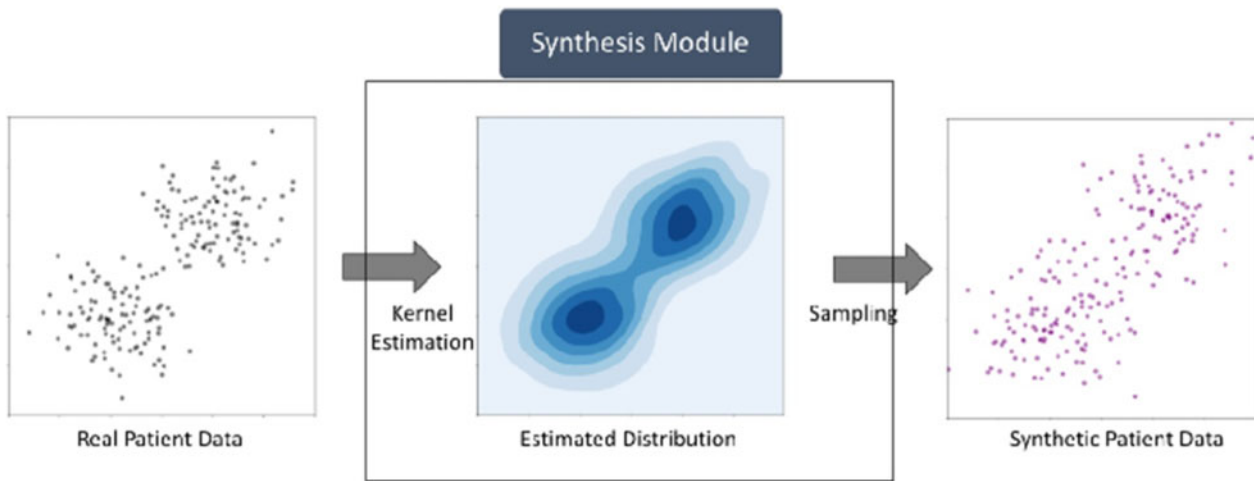 Synthesis Module
Kernel
Estimation
Sampling
Real Patient Data
Estimated Distribution
Synthetic Patient Data